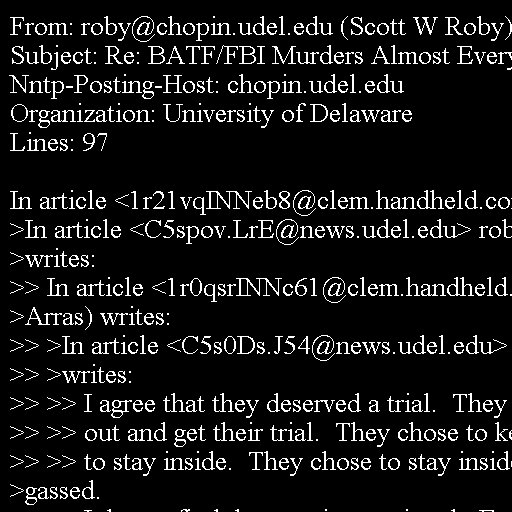 From: roby@chopin.udel.edu (Scott W Roby)
Subject: Re: BATF/FBI Murders Almost Every
Nntp-Posting-Host: chopin.udel.edu
Organization: University of Delaware
Lines: 97

In article <1r21vqINNeb8@clem.handheld.co
>In article <C5spov.LrE@news.udel.edu> rob
>writes:
>> In article <1r0qsrINNc61@clem.handheld.
>Arras) writes:
>> >In article <C5s0Ds.J54@news.udel.edu>
>> >writes:
>> >> I agree that they deserved a trial.  They
>> >> out and get their trial.  They chose to ke
>> >> to stay inside.  They chose to stay insid
>gassed.